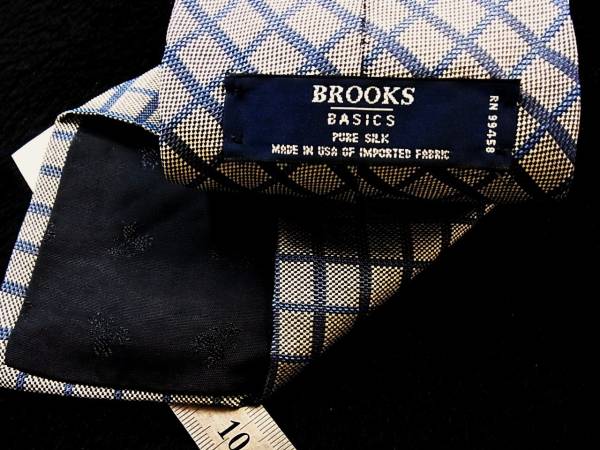 BROOKS
BASICS
PURE SILK
MADE IN USA OF IMPORTED FABRIC
RN 99458
10